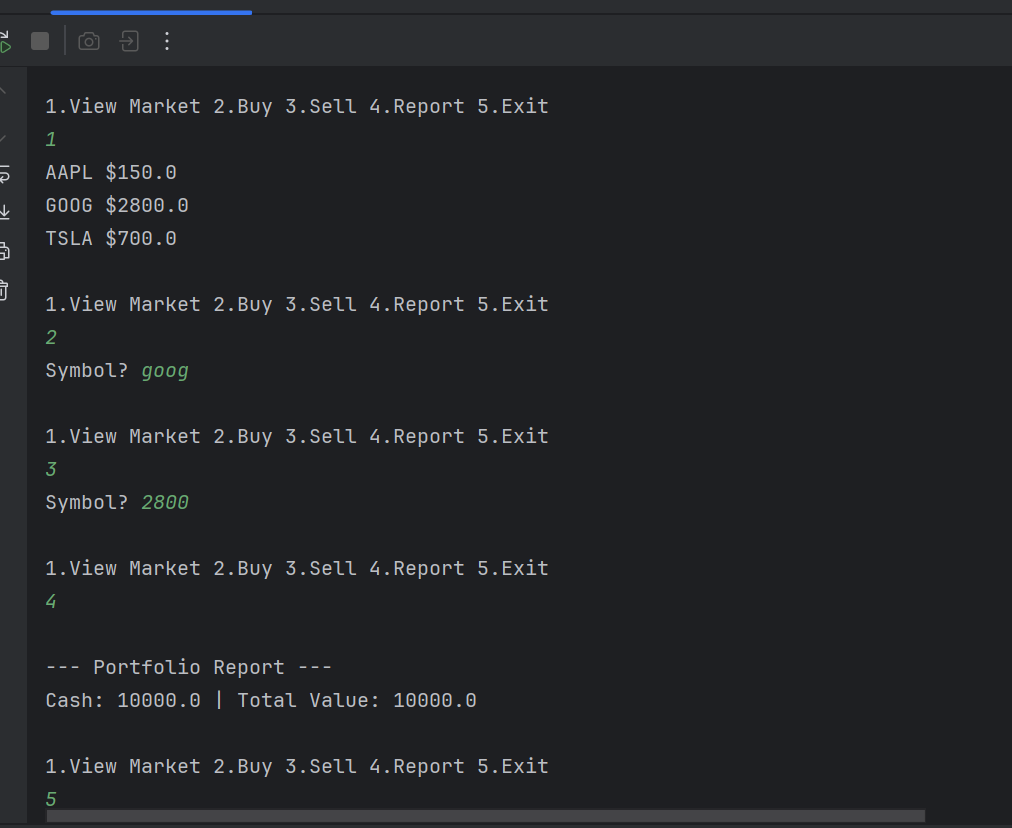 1.View Market 2.Buy 3.Sell 4.Report 5.Exit
1
AAPL $150.0
GOOG $2800.0
TSLA $700.0
1.View Market 2.Buy 3.Sell 4.Report 5.Exit
2
Symbol? goog
1.View Market 2.Buy 3.Sell 4.Report 5.Exit
3
Symbol? 2800
1.View Market 2.Buy 3.Sell 4.Report 5.Exit
4
--- Portfolio Report ---
Cash: 10000.0 | Total Value: 10000.0
1.View Market 2.Buy 3.Sell 4.Report 5.Exit
5